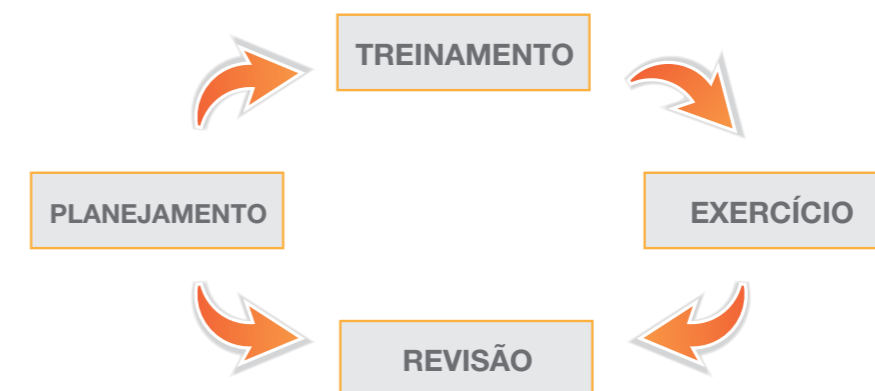 TREINAMENTO
PLANEJAMENTO
EXERCÍCIO
REVISÃO